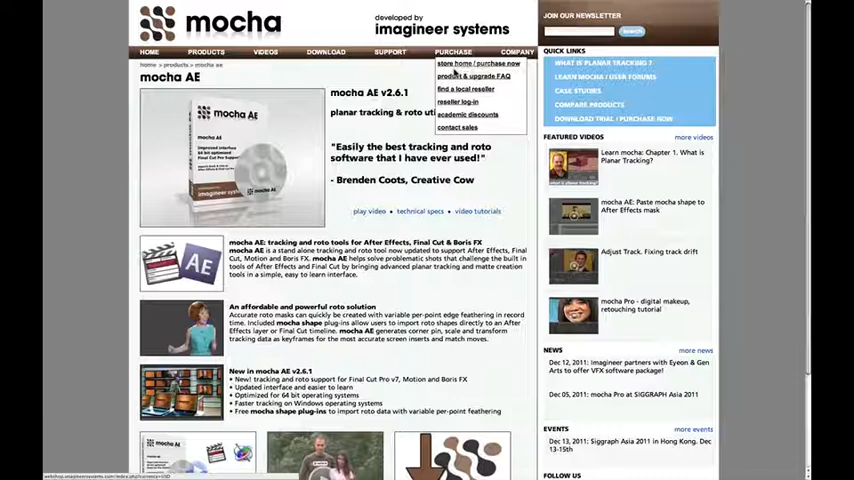 mocha
developed by
imagineer systems
JOIN OUR NEWSLETTER
search
HOME PRODUCTS VIDEOS DOWNLOAD SUPPORT PURCHASE COMPANY
home > products > mocha ae
mocha AE
store home / purchase now
product & upgrade FAQ
find a local reseller
reseller log-in
academic discounts
contact sales
mocha AE v2.6.1
planar tracking & roto
"Easily the best tracking and roto
software that I have ever used!"
- Brenden Coots, Creative Cow
play video • technical specs • video tutorials
mocha AE: tracking and roto tools for After Effects, Final Cut & Boris FX
mocha AE is a stand alone tracking and roto tool now updated to support After Effects, Final
Cut, Motion and Boris FX. mocha AE helps solve problematic shots that challenge the built in
tools of After Effects and Final Cut by bringing advanced planar tracking and matte creation
tools in a simple, easy to learn interface.
AE
An affordable and powerful roto solution
Accurate roto masks can quickly be created with variable per-point edge feathering in record
time. Included mocha shape plug-ins allow users to import roto shapes directly to an After
Effects layer or Final Cut timeline. mocha AE generates corner pin, scale and transform
tracking data as keyframes for the most accurate screen inserts and match moves.
New in mocha AE v2.6.1
• New! tracking and roto support for Final Cut Pro v7, Motion and Boris FX
• Updated interface and easier to learn
• Optimized for 64 bit operating systems
• Faster tracking on Windows operating systems
• Free mocha shape plug-ins to import roto data with variable per-point feathering
QUICK LINKS
WHAT IS PLANAR TRACKING ?
LEARN MOCHA / USER FORUMS
CASE STUDIES
COMPARE PRODUCTS
DOWNLOAD TRIAL / PURCHASE NOW
FEATURED VIDEOS more videos
Learn mocha: Chapter 1. What is
Planar Tracking?
mocha AE: Paste mocha shape to
After Effects mask
Adjust Track. Fixing track drift
mocha Pro - digital makeup,
retouching tutorial
NEWS more news
Dec 12, 2011: Imagineer partners with Eyeon & Gen
Arts to offer VFX software package!
Dec 05, 2011: mocha Pro at SIGGRAPH Asia 2011
EVENTS more events
Dec 13, 2011: Siggraph Asia 2011 in Hong Kong. Dec
13-15th
FOLLOW US